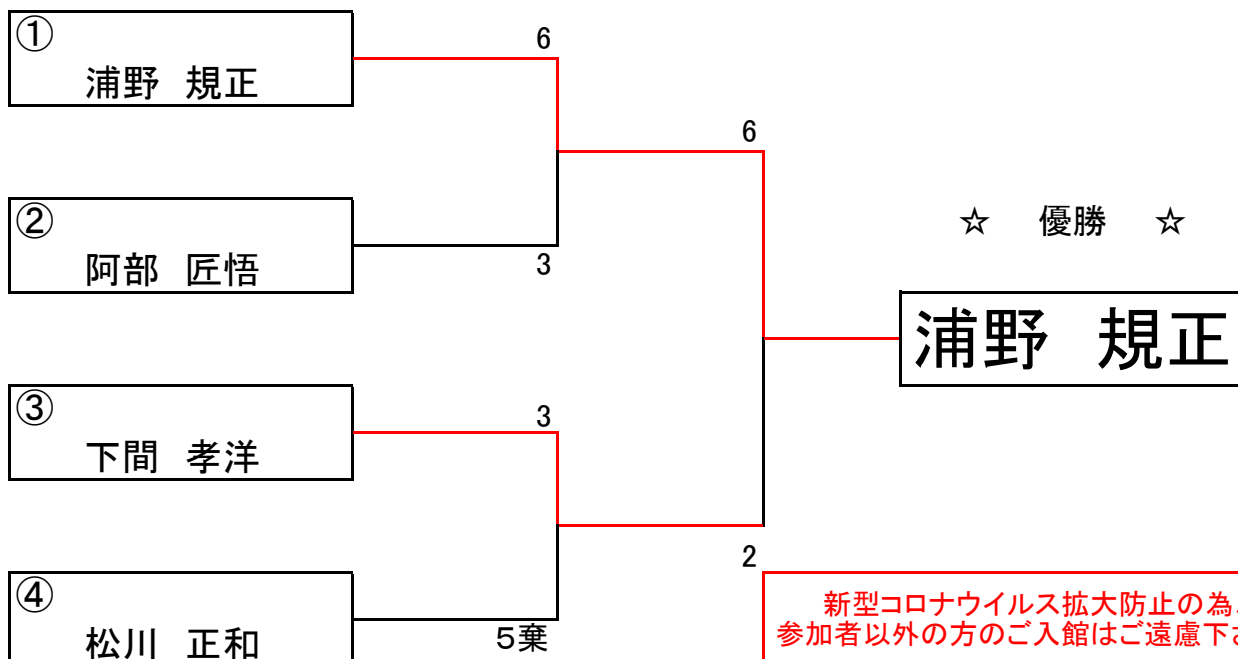 ①
浦野 規正
6
6
②
阿部 匠悟
3
☆ 優勝 ☆
浦野 規正
③
下間 孝洋
3
2
④
松川 正和
５棄
新型コロナウイルス拡大防止の為、
参加者以外の方のご入館はご遠慮下さ